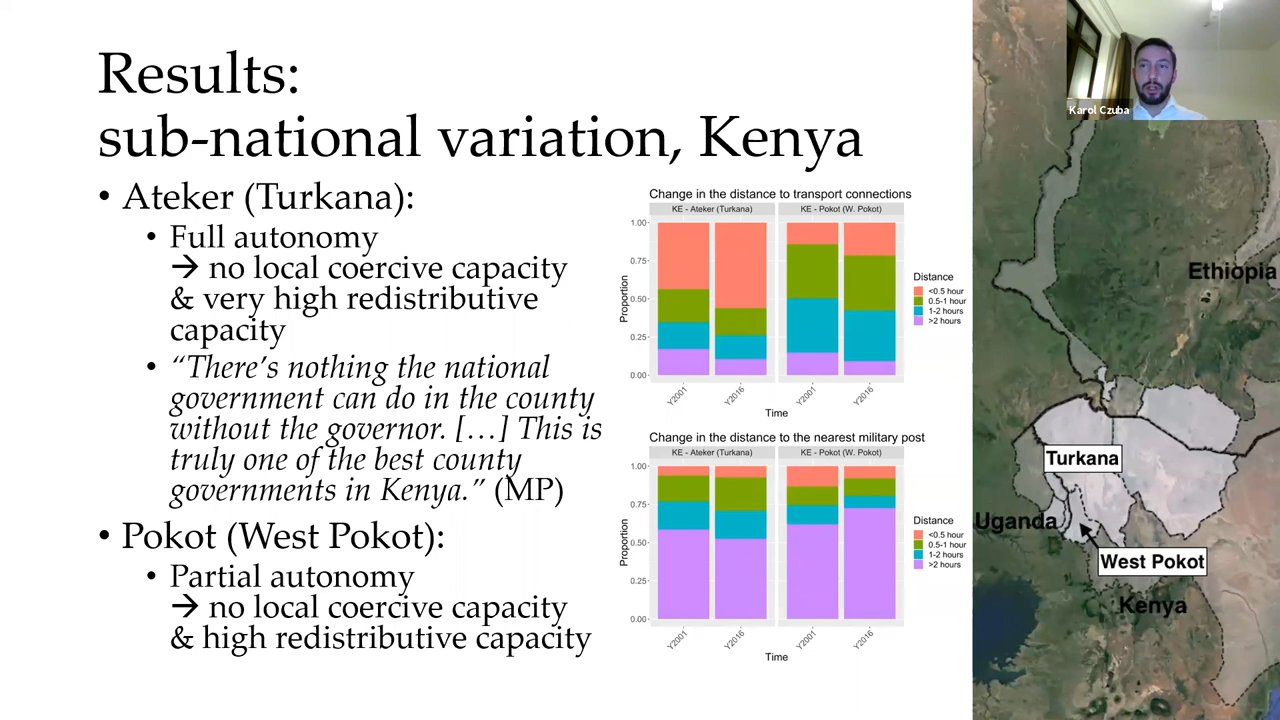 Results:
sub-national variation, Kenya
• Ateker (Turkana):
• Full autonomy
→ no local coercive capacity
& very high redistributive
capacity
• “There’s nothing the national
government can do in the county
without the governor. […] This is
truly one of the best county
governments in Kenya.” (MP)
• Pokot (West Pokot):
• Partial autonomy
→ no local coercive capacity
& high redistributive capacity
Change in the distance to transport connections
KE - Ateker (Turkana)
KE - Pokot (W. Pokot)
1.00
0.75
0.50
0.25
0.00
Proportion
Y2001
Y2016
Y2001
Y2016
Time
Distance
<0.5 hour
0.5-1 hour
1-2 hours
>2 hours
Change in the distance to the nearest military post
KE - Ateker (Turkana)
KE - Pokot (W. Pokot)
1.00
0.75
0.50
0.25
0.00
Proportion
Y2001
Y2016
Y2001
Y2016
Time
Distance
<0.5 hour
0.5-1 hour
1-2 hours
>2 hours
Karol Czuba
Ethiopia
Turkana
Uganda
West Pokot
Kenya